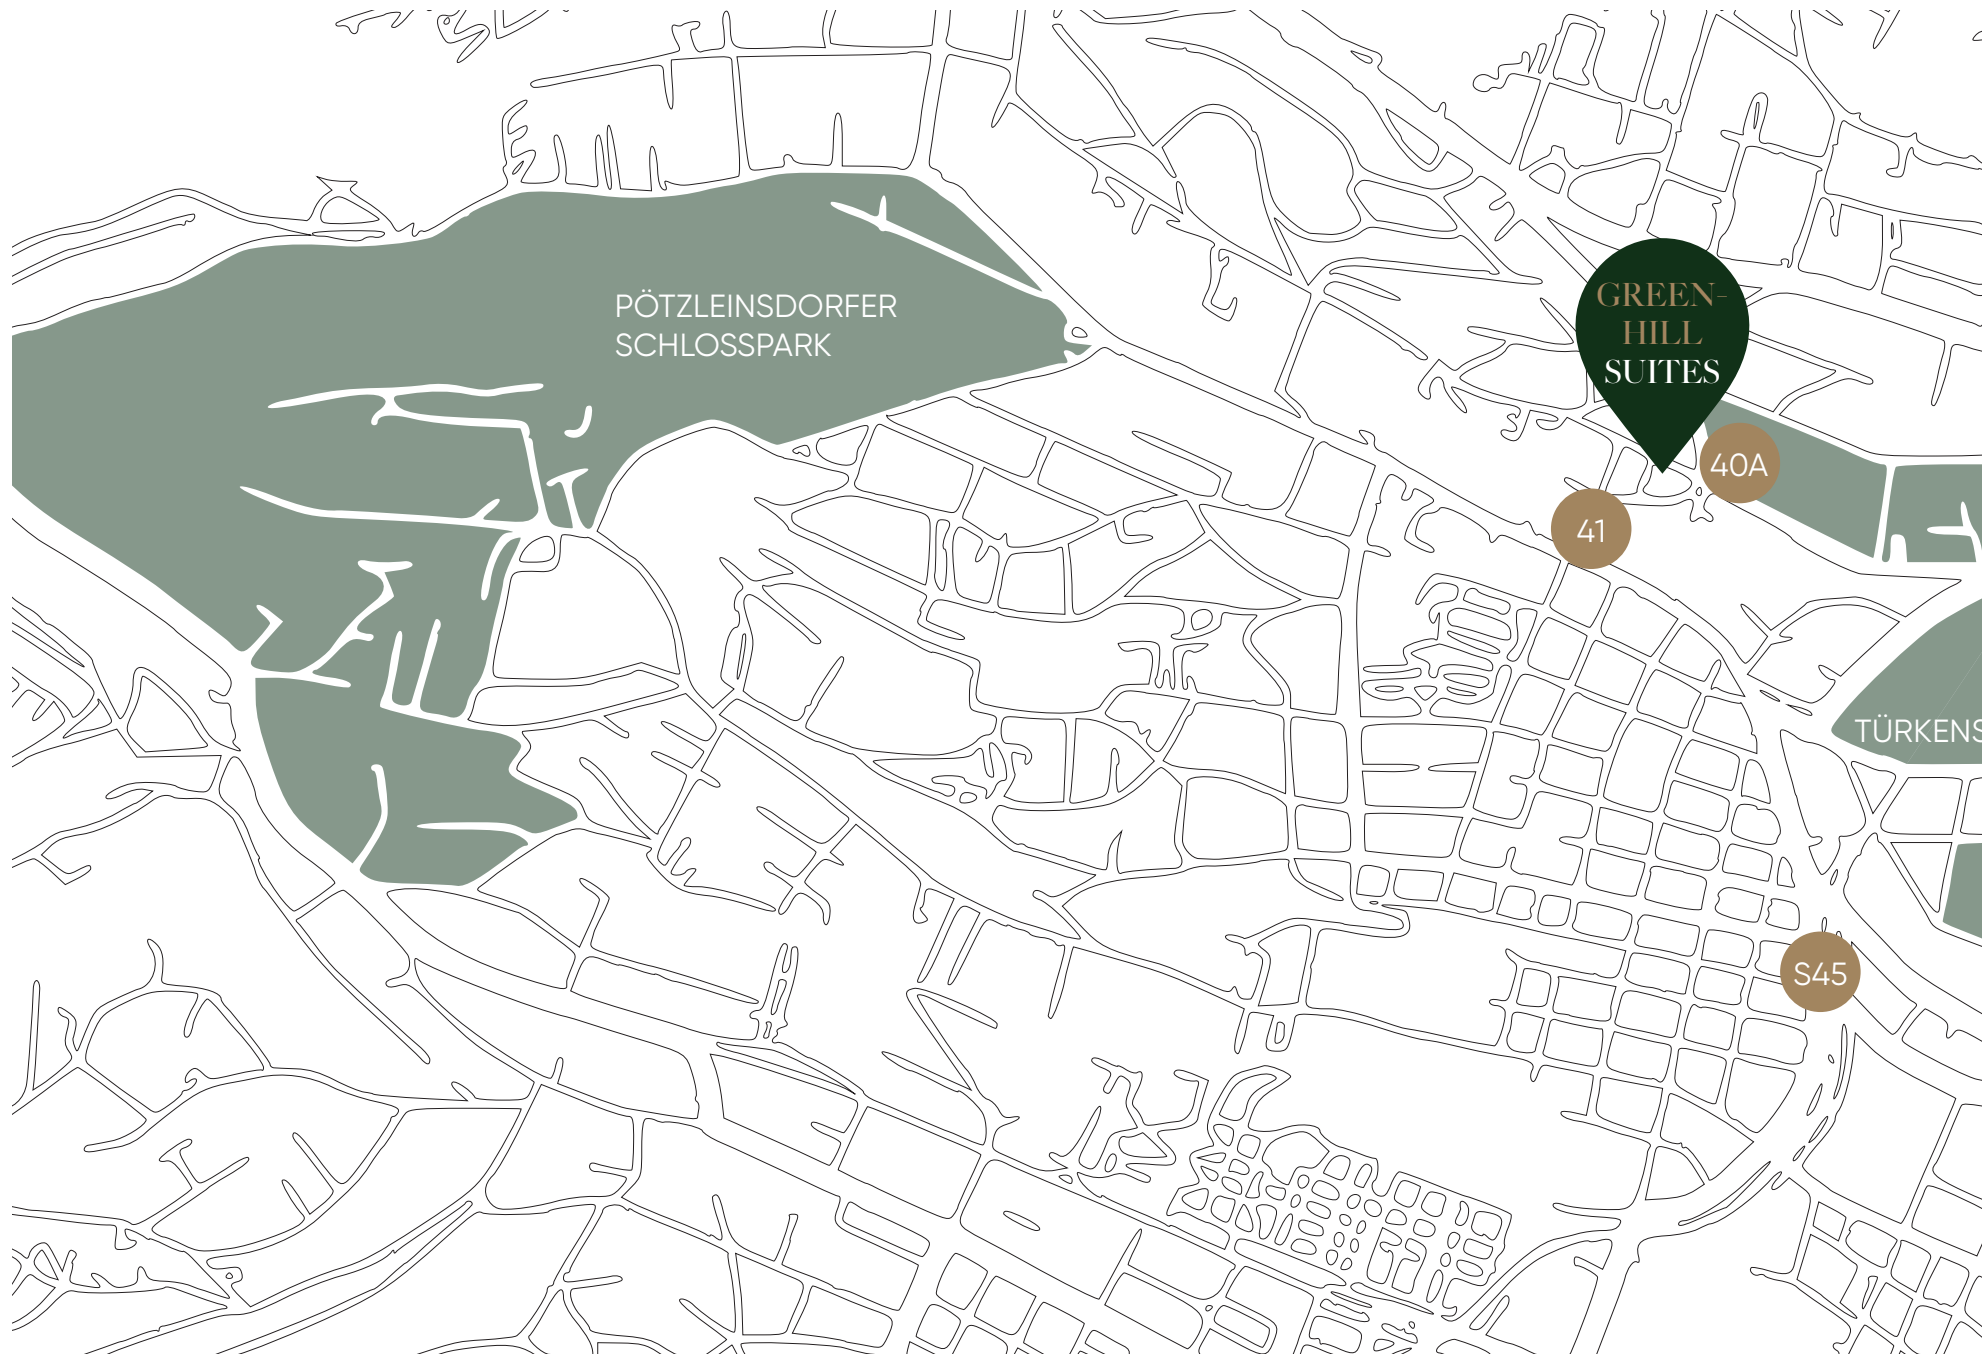 PÖTZLEINSDORFER
SCHLOSSPARK
GREEN-
HILL
SUITES
40A
41
TÜRKENS
S45